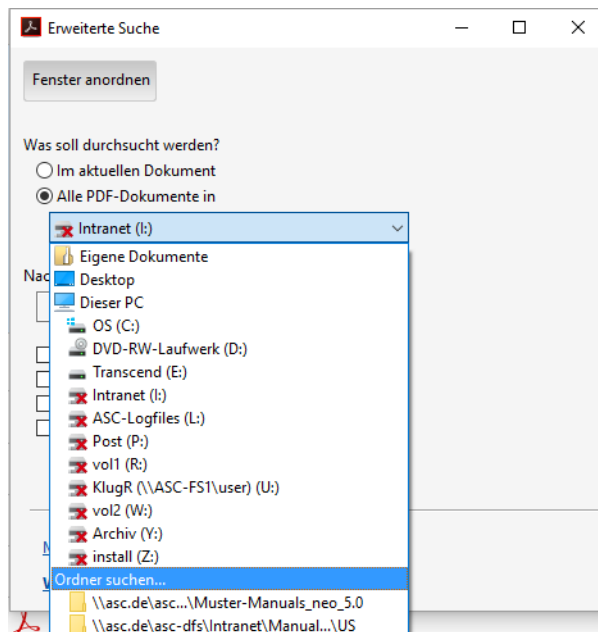 Erweiterte Suche
Fenster anordnen
Was soll durchsucht werden?
Im aktuellen Dokument
Alle PDF-Dokumente in
Intranet (I:)
Eigene Dokumente
Nac
Desktop
Dieser PC
OS (C:)
DVD-RW-Laufwerk (D:)
Transcend (E:)
Intranet (I:)
ASC-Logfiles (L:)
Post (P:)
vol1 (R:)
KlugR (\\ASC-FS1\user) (U:)
vol2 (W:)
Archiv (Y:)
install (Z:)
Ordner suchen...
\\asc.de\asc...\Muster-Manuals_neo_5.0
\\asc.de\asc-dfs\Intranet\Manual...\US